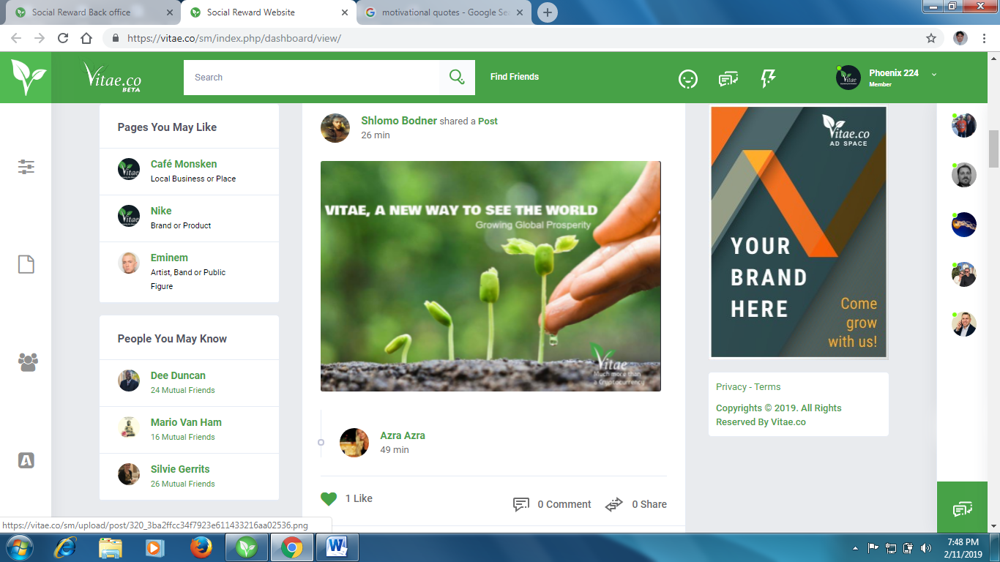 Social Reward Back office
Social Reward Website
motivational quotes - Google Se
https://vitae.co/sm/index.php/dashboard/view/
Vitae.co
BETA
Search
Find Friends
Phoenix 224
Member
Pages You May Like
Café Monsken
Local Business or Place
Nike
Brand or Product
Eminem
Artist, Band or Public
Figure
People You May Know
Dee Duncan
24 Mutual Friends
Mario Van Ham
16 Mutual Friends
Silvie Gerrits
26 Mutual Friends
Shlomo Bodner shared a Post
26 min
VITAE, A NEW WAY TO SEE THE WORLD
Growing Global Prosperity
Vitae
Much more than
a Cryptocurrency
Azra Azra
49 min
1 Like
0 Comment
0 Share
Vitae.co
AD SPACE
YOUR
BRAND
HERE
Come
grow
with us!
Privacy - Terms
Copyrights © 2019. All Rights
Reserved By Vitae.co
https://vitae.co/sm/upload/post/320_3ba2ffcc34f7923e611433216aa02536.png
7:48 PM
2/11/2019